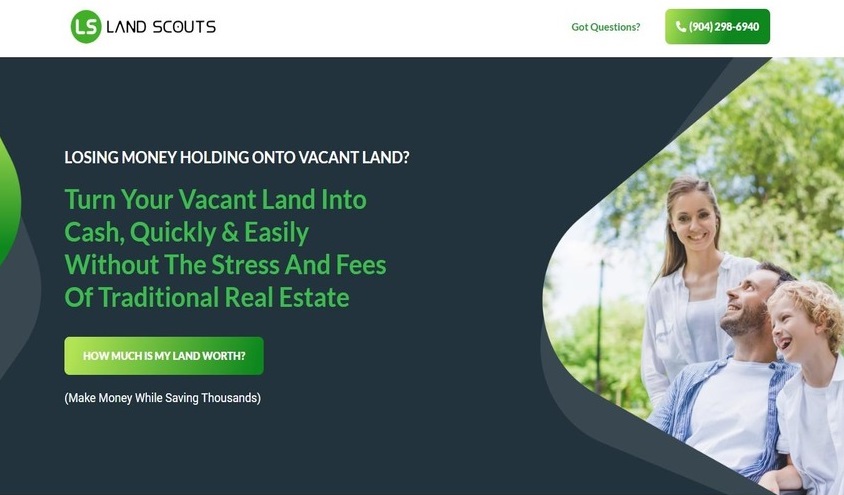 LS LAND SCOUTS
Got Questions?
(904) 298-6940
LOSING MONEY HOLDING ONTO VACANT LAND?
Turn Your Vacant Land Into
Cash, Quickly & Easily
Without The Stress And Fees
Of Traditional Real Estate
HOW MUCH IS MY LAND WORTH?
(Make Money While Saving Thousands)